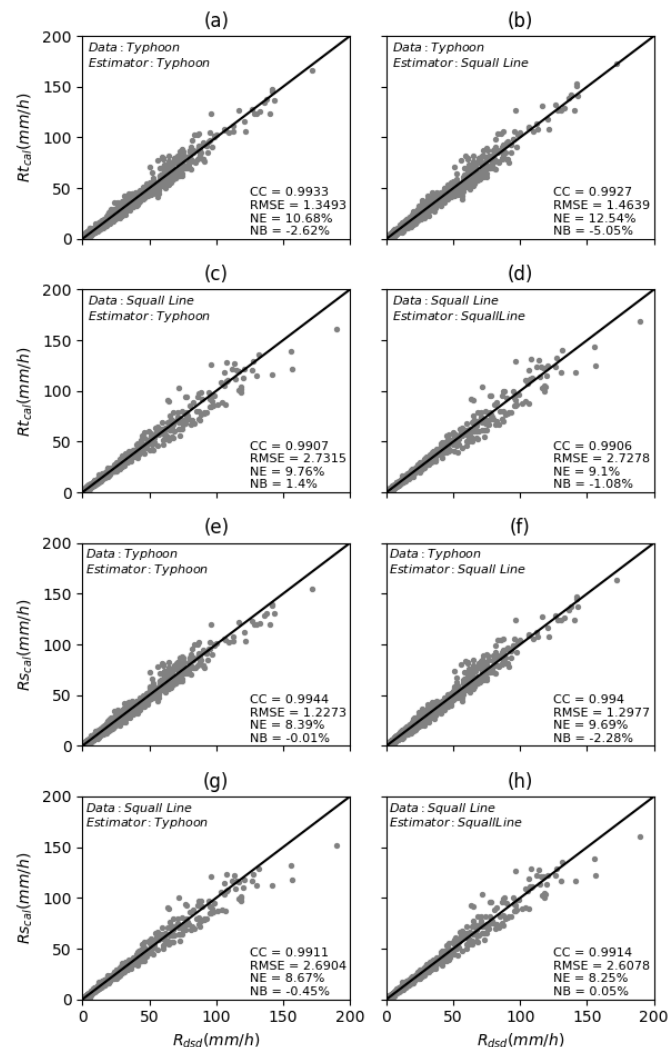 (a)
200
150
100
50
0
Rt_cal(mm/h)
Data : Typhoon
Estimator : Typhoon
CC = 0.9933
RMSE = 1.3493
NE = 10.68%
NB = -2.62%
(b)
Data : Typhoon
Estimator : Squall Line
CC = 0.9927
RMSE = 1.4639
NE = 12.54%
NB = -5.05%
(c)
200
150
100
50
0
Rt_cal(mm/h)
Data : Squall Line
Estimator : Typhoon
CC = 0.9907
RMSE = 2.7315
NE = 9.76%
NB = 1.4%
(d)
Data : Squall Line
Estimator : SquallLine
CC = 0.9906
RMSE = 2.7278
NE = 9.1%
NB = -1.08%
(e)
200
150
100
50
0
Rs_cal(mm/h)
Data : Typhoon
Estimator : Typhoon
CC = 0.9944
RMSE = 1.2273
NE = 8.39%
NB = -0.01%
(f)
Data : Typhoon
Estimator : Squall Line
CC = 0.994
RMSE = 1.2977
NE = 9.69%
NB = -2.28%
(g)
200
150
100
50
0
Rs_cal(mm/h)
Data : Squall Line
Estimator : Typhoon
CC = 0.9911
RMSE = 2.6904
NE = 8.67%
NB = -0.45%
0 50 100 150 200
R_dsd(mm/h)
(h)
Data : Squall Line
Estimator : SquallLine
CC = 0.9914
RMSE = 2.6078
NE = 8.25%
NB = 0.05%
0 50 100 150 200
R_dsd(mm/h)